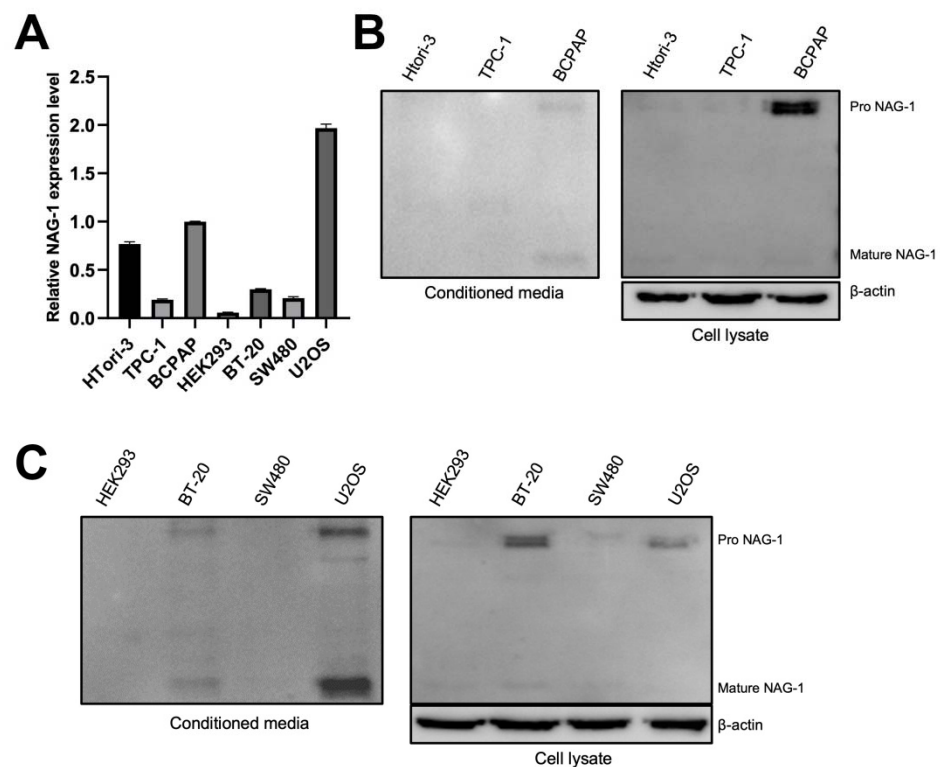 A
Relative NAG-1 expression level
2.5
2.0
1.5
1.0
0.5
0.0
HTori-3
TPC-1
BCPAP
HEK293
BT-20
SW480
U2OS
B
Htori-3
TPC-1
BCPAP
Conditioned media
Htori-3
TPC-1
BCPAP
Pro NAG-1
Mature NAG-1
β-actin
Cell lysate
C
HEK293
BT-20
SW480
U2OS
Conditioned media
HEK293
BT-20
SW480
U2OS
Pro NAG-1
Mature NAG-1
β-actin
Cell lysate